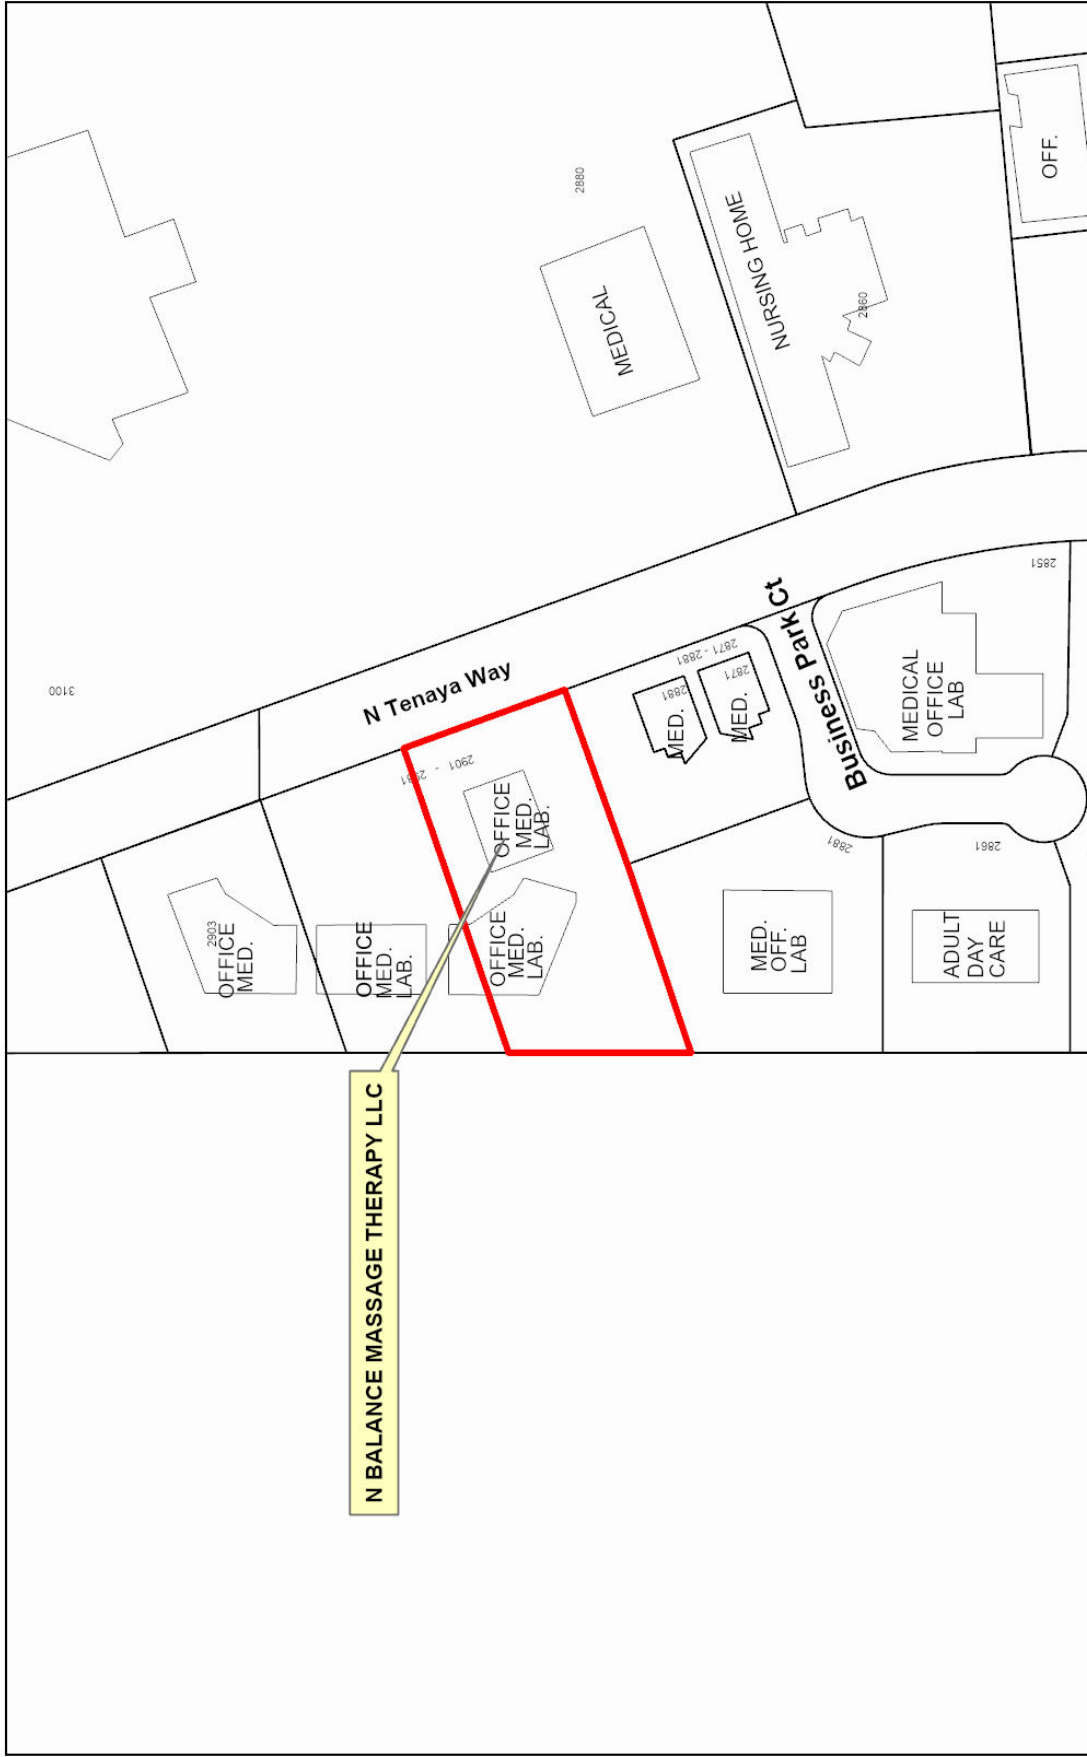 3100
2880
MEDICAL
NURSING HOME
2860
OFF.
N Tenaya Way
2903
OFFICE
MED.
OFFICE
MED.
LAB.
OFFICE
MED.
LAB.
OFFICE
MED.
LAB.
N BALANCE MASSAGE THERAPY LLC
2871 - 2881
2881
MED.
2871
MED.
Business Park Ct
2851
MEDICAL
OFFICE
LAB
2881
MED.
OFF.
LAB
2861
ADULT
DAY
CARE